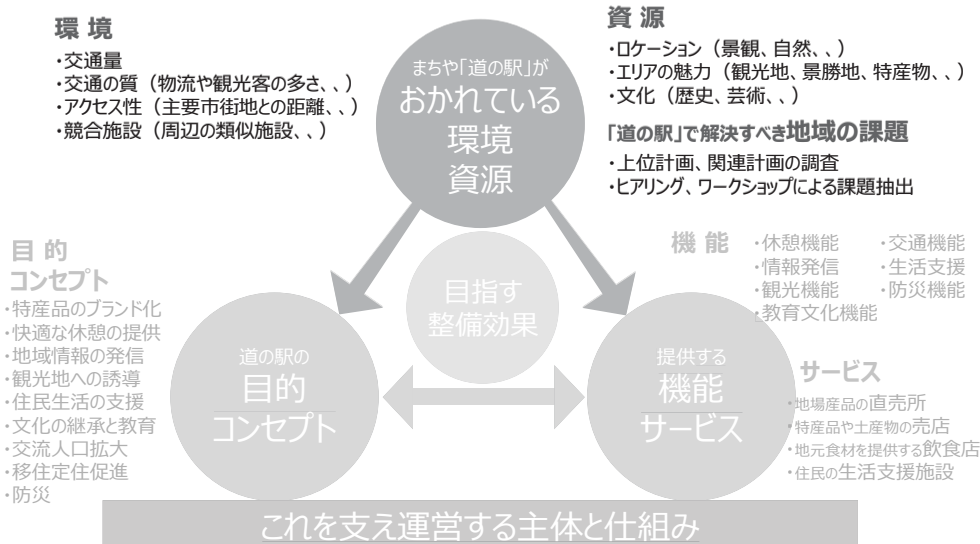 環 境
・交通量
・交通の質（物流や観光客の多さ、、）
・アクセス性（主要市街地との距離、、）
・競合施設（周辺の類似施設、、）
まちや「道の駅」が
おかれている
環境
資源
資 源
・ロケーション（景観、自然、、）
・エリアの魅力（観光地、景勝地、特産物、、）
・文化（歴史、芸術、、）
「道の駅」で解決すべき地域の課題
・上位計画、関連計画の調査
・ヒアリング、ワークショップによる課題抽出
目 的
コンセプト
・特産品のブランド化
・快適な休憩の提供
・地域情報の発信
・観光地への誘導
・住民生活の支援
・文化の継承と教育
・交流人口拡大
・移住定住促進
・防災
道の駅の
目的
コンセプト
目指す
整備効果
提供する
機能
サービス
機 能
・休憩機能
・情報発信
・観光機能
・教育文化機能
・交通機能
・生活支援
・防災機能
サービス
・地場産品の直売所
・特産品や土産物の売店
・地元食材を提供する飲食店
・住民の生活支援施設
これを支え運営する主体と仕組み